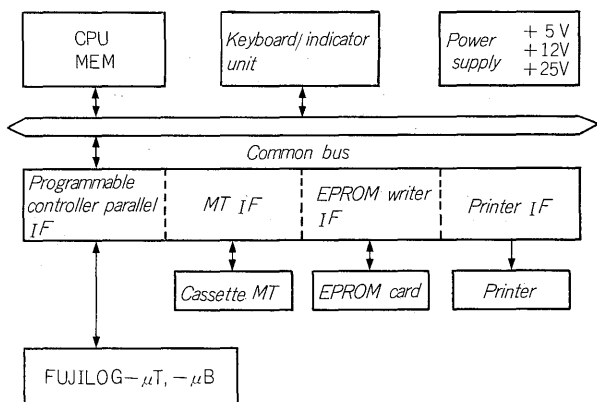 CPU
MEM
Keyboard/indicator
unit
Power
supply
+5V
+12V
+25V
Common bus
Programmable
controller parallel
IF
MT IF
EPROM writer
IF
Printer IF
Cassette MT
EPROM card
Printer
FUJILOG-μT, -μB